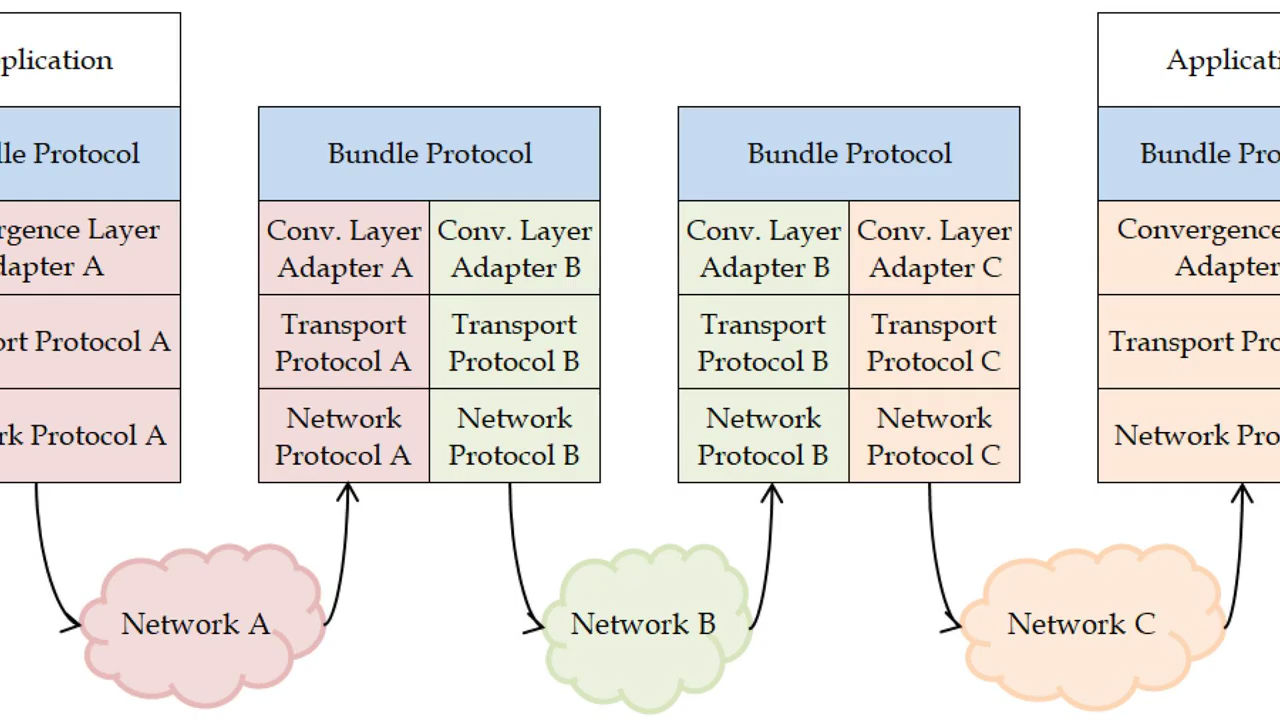 plication
lle Protocol
rgence Layer
dapter A
ort Protocol A
rk Protocol A
Bundle Protocol
Conv. Layer
Adapter A
Conv. Layer
Adapter B
Transport
Protocol A
Transport
Protocol B
Network
Protocol A
Network
Protocol B
Bundle Protocol
Conv. Layer
Adapter B
Conv. Layer
Adapter C
Transport
Protocol B
Transport
Protocol C
Network
Protocol B
Network
Protocol C
Applicati
Bundle Pro
Convergence
Adapter
Transport Pro
Network Pro
Network A
Network B
Network C